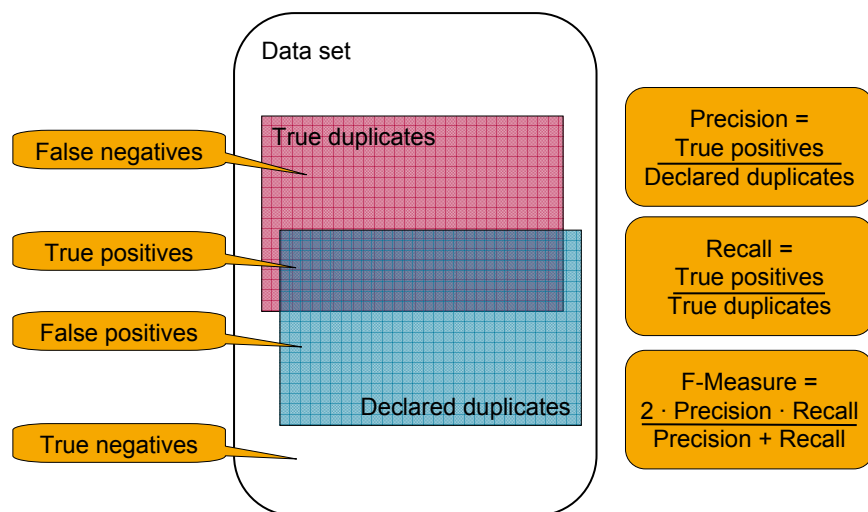 Data set
True duplicates
False negatives
True positives
False positives
Declared duplicates
True negatives
Precision =
True positives
Declared duplicates
Recall =
True positives
True duplicates
F-Measure =
2 · Precision · Recall
Precision + Recall